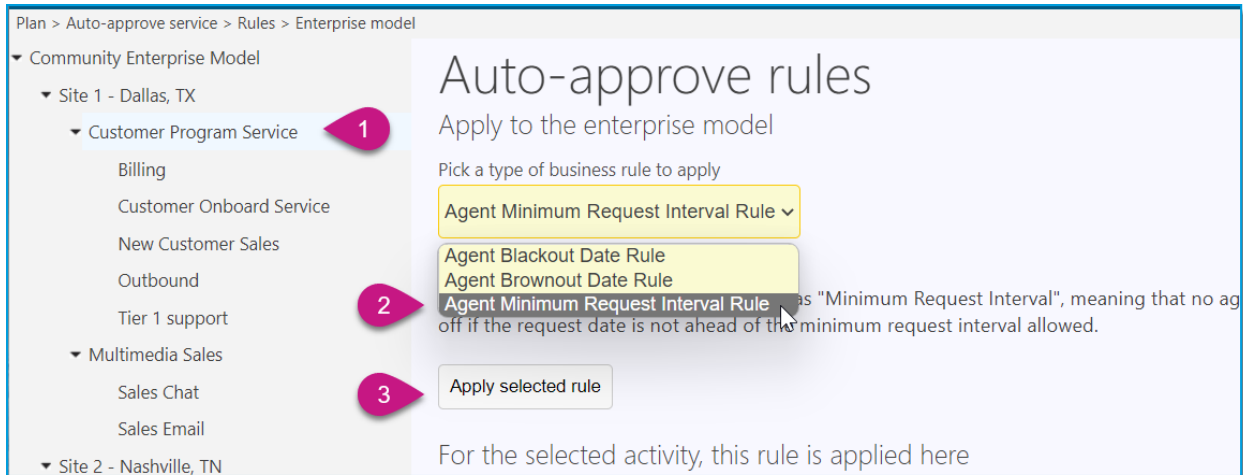 Plan > Auto-approve service > Rules > Enterprise model
Community Enterprise Model
Site 1 - Dallas, TX
Customer Program Service
1
Billing
Customer Onboard Service
New Customer Sales
Outbound
Tier 1 support
Multimedia Sales
Sales Chat
Sales Email
Site 2 - Nashville, TN
Auto-approve rules
Apply to the enterprise model
Pick a type of business rule to apply
Agent Minimum Request Interval Rule
Agent Blackout Date Rule
Agent Brownout Date Rule
2
Agent Minimum Request Interval Rule
as "Minimum Request Interval", meaning that no ag
off if the request date is not ahead of the minimum request interval allowed.
3
Apply selected rule
For the selected activity, this rule is applied here